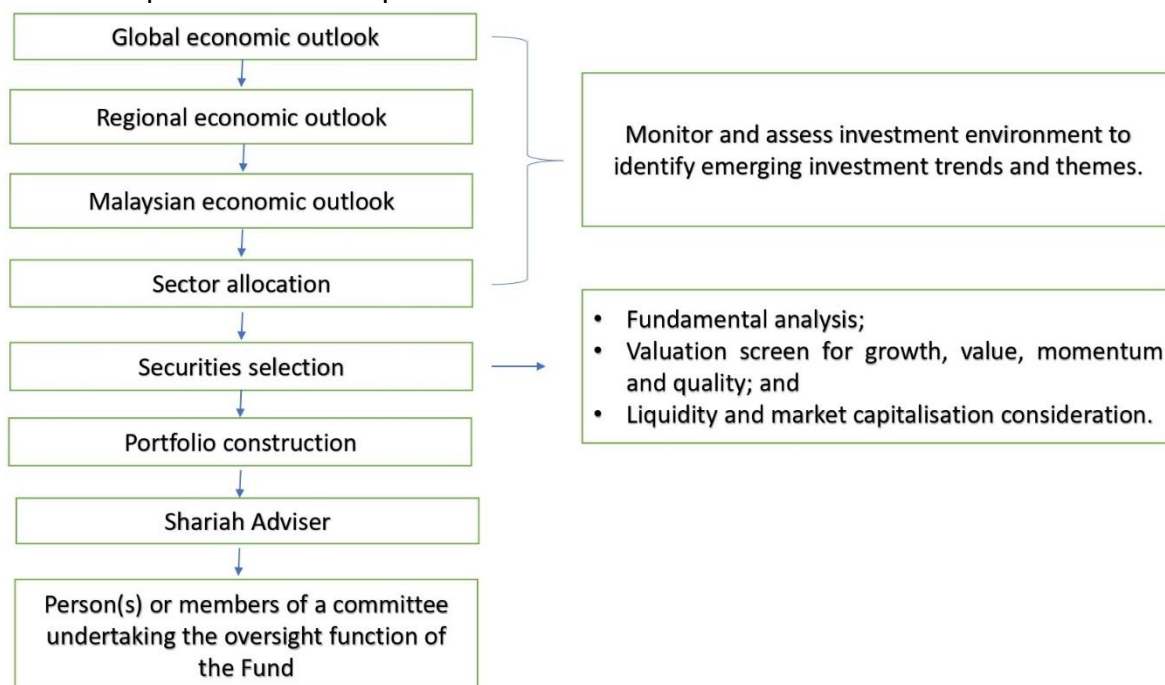 Global economic outlook
Regional economic outlook
Malaysian economic outlook
Sector allocation
Securities selection
Portfolio construction
Shariah Adviser
Person(s) or members of a committee
undertaking the oversight function of
the Fund
Monitor and assess investment environment to
identify emerging investment trends and themes.
• Fundamental analysis;
• Valuation screen for growth, value, momentum
and quality; and
• Liquidity and market capitalisation consideration.